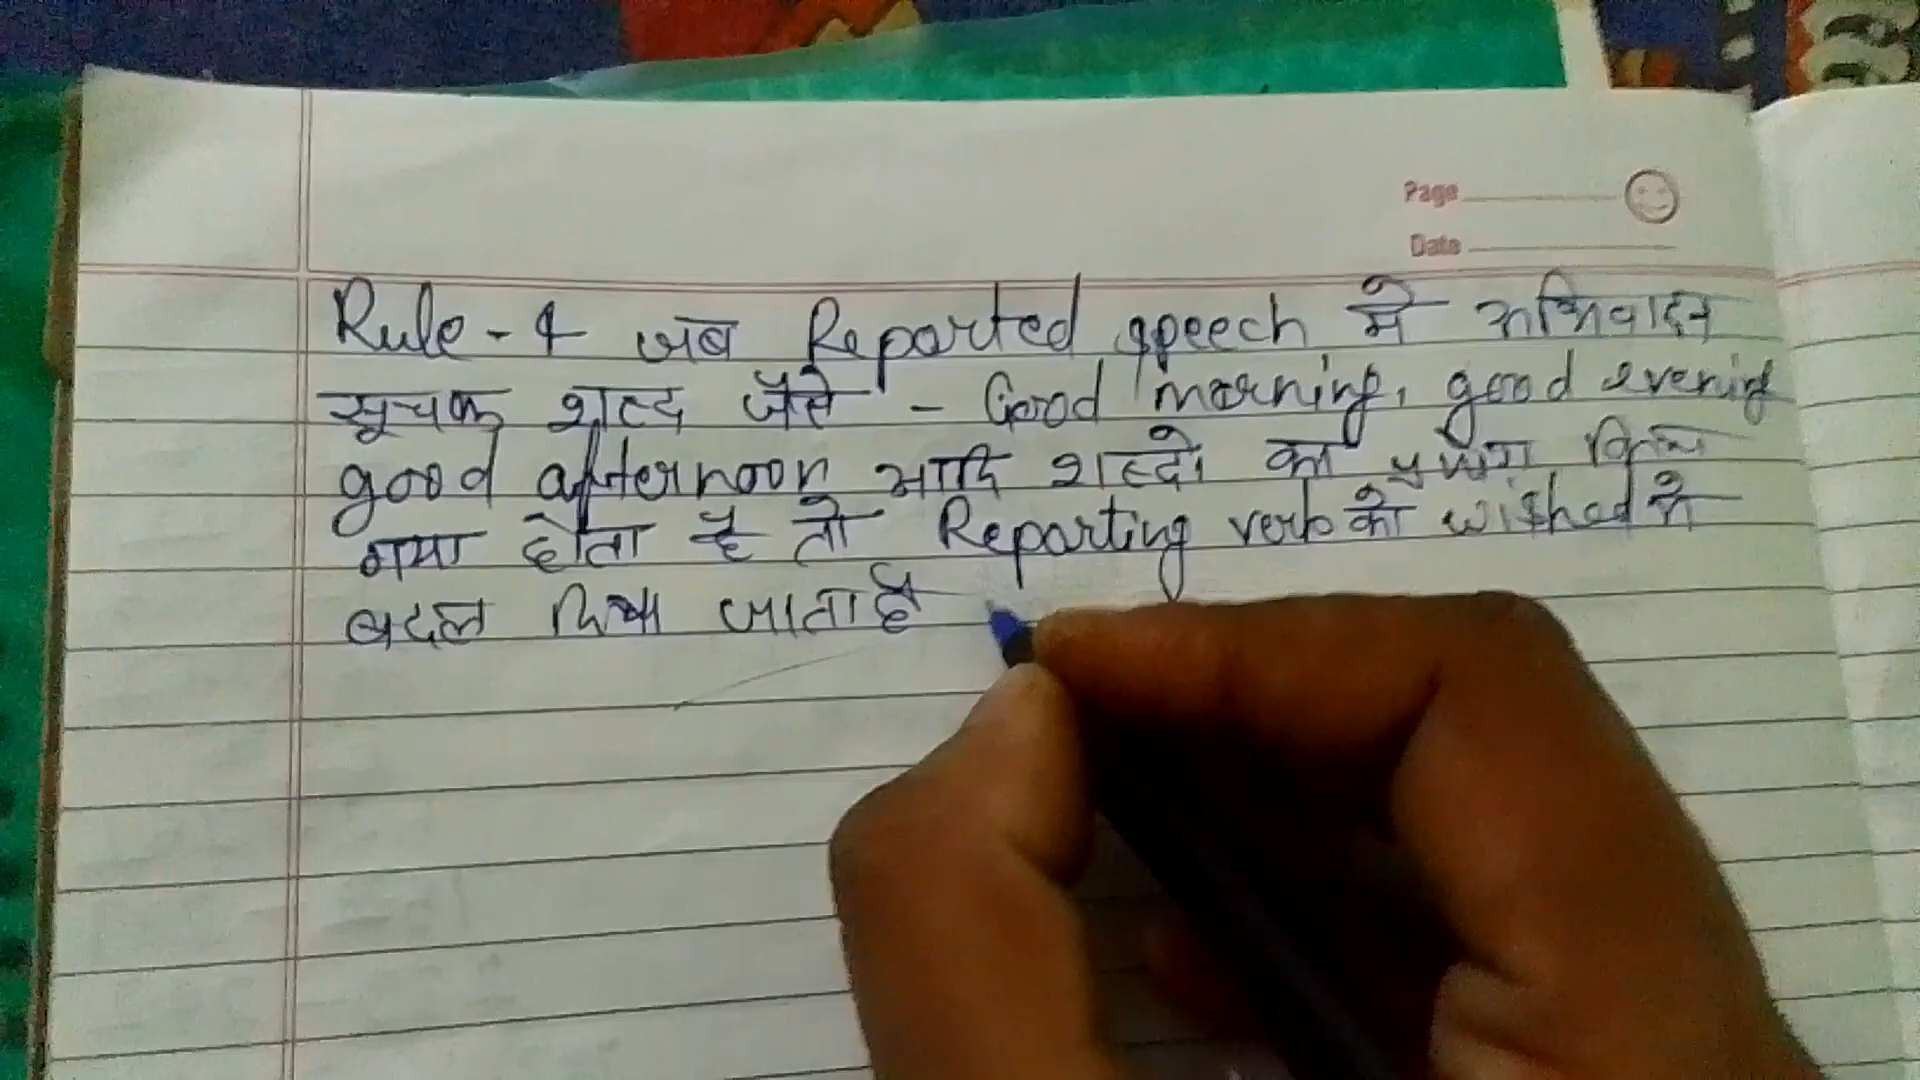 Page
Date
Rule-4 जब Reported speech मे अभिवादन
सूचक शब्द जैसे - Good morning, good evening
good afternoon आदि शब्दो का प्रयोग किया
गया होता है तो Reporting verb को wished मे
बदल दिया जाता है